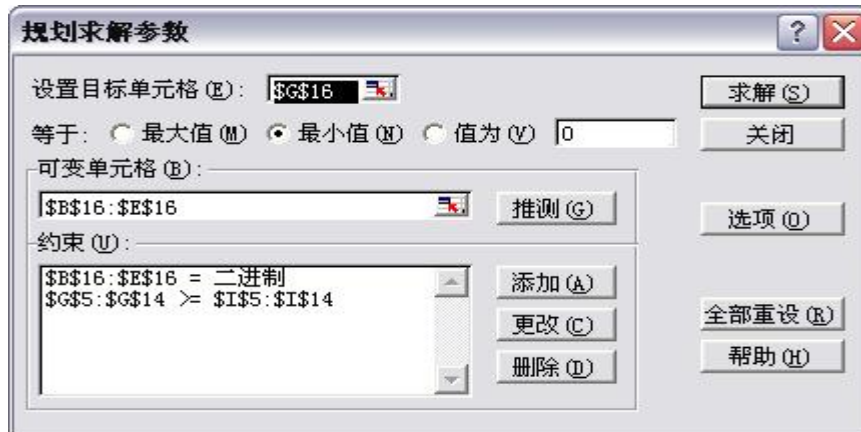 规划求解参数
设置目标单元格(E): $G$16 求解(S)
等于: 最大值(M) 最小值(N) 值为(V) 0 关闭
可变单元格(B):
$B$16:$E$16 推测(G) 选项(O)
约束(U):
$B$16:$E$16 = 二进制 添加(A)
$G$5:$G$14 >= $I$5:$I$14
更改(C) 全部重设(R)
删除(D) 帮助(H)